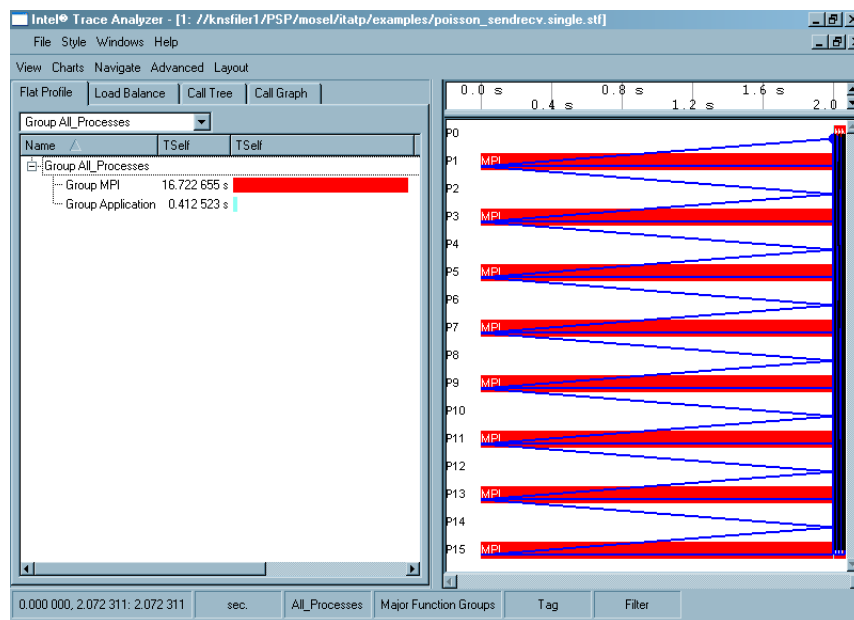 Intel® Trace Analyzer - [1: //knsfiler1/PSP/mosel/itatp/examples/poisson_sendrecv.single.stf]
File Style Windows Help
View Charts Navigate Advanced Layout
Flat Profile Load Balance Call Tree Call Graph
Group All_Processes
Name TSelf TSelf
Group All_Processes
Group MPI 16.722 655 s
Group Application 0.412 523 s
0.0 s 0.8 s 1.6 s
0.4 s 1.2 s 2.0
P0
P1 MPI
P2
P3 MPI
P4
P5 MPI
P6
P7 MPI
P8
P9 MPI
P10
P11 MPI
P12
P13 MPI
P14
P15 MPI
0.000 000, 2.072 311: 2.072 311 sec. All_Processes Major Function Groups Tag Filter